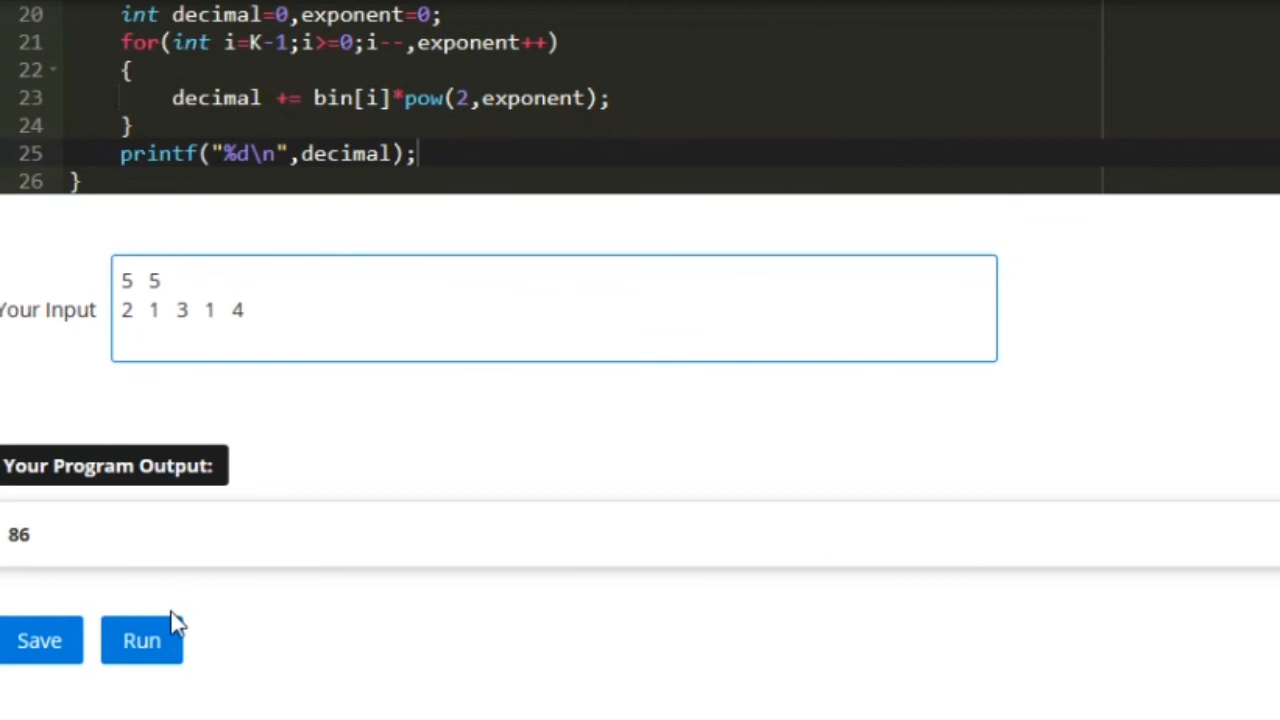 20 int decimal=0,exponent=0;
21 for(int i=K-1;i>=0;i--,exponent++)
22 {
23 decimal += bin[i]*pow(2,exponent);
24 }
25 printf("%d\n",decimal);
26 }
5 5
Your Input
2 1 3 1 4
Your Program Output:
86
Save Run